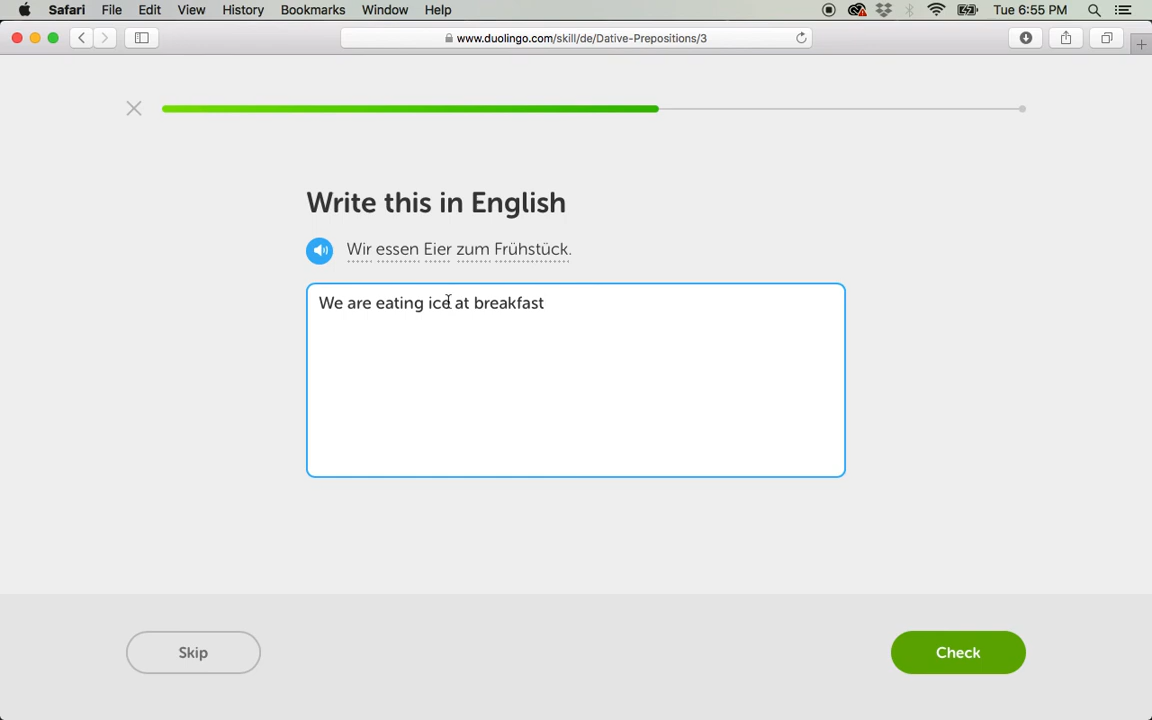 Safari File Edit View History Bookmarks Window Help Tue 6:55 PM
www.duolingo.com/skill/de/Dative-Prepositions/3
Write this in English
Wir essen Eier zum Frühstück.
We are eating ice at breakfast
Skip
Check